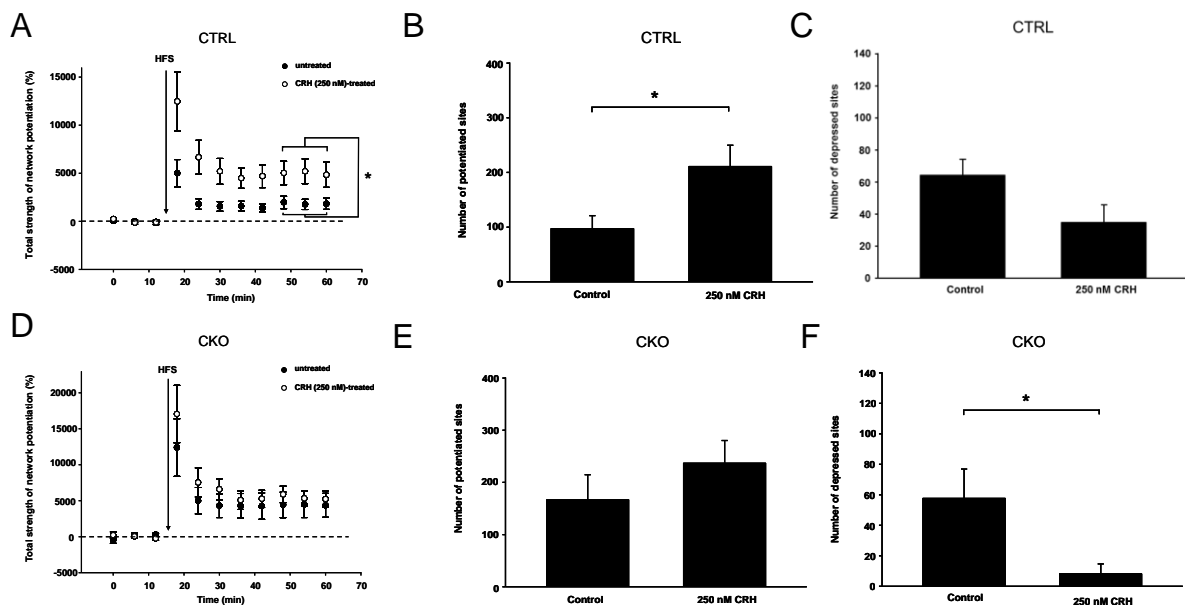 A
CTRL
HFS
untreated
CRH (250 nM)-treated
Total strength of network potentiation (%)
15000
10000
5000
0
-5000
*
0 10 20 30 40 50 60 70
Time (min)
B
CTRL
Number of potentiated sites
400
300
200
100
0
*
Control 250 nM CRH
C
CTRL
Number of depressed sites
140
120
100
80
60
40
20
0
Control 250 nM CRH
D
CKO
HFS
untreated
CRH (250 nM)-treated
Total strength of network potentiation (%)
20000
15000
10000
5000
0
-5000
0 10 20 30 40 50 60 70
Time (min)
E
CKO
Number of potentiated sites
400
300
200
100
0
Control 250 nM CRH
F
CKO
Number of depressed sites
140
120
100
80
60
40
20
0
*
Control 250 nM CRH